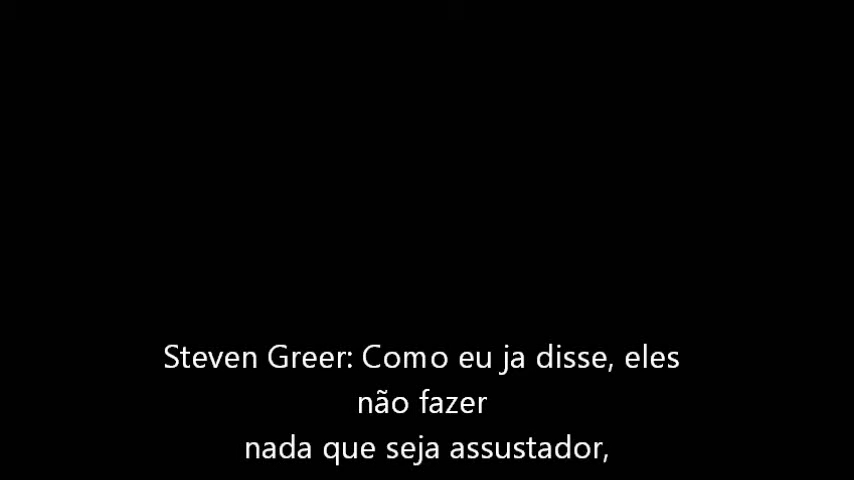 Steven Greer: Como eu ja disse, eles
não fazer
nada que seja assustador,